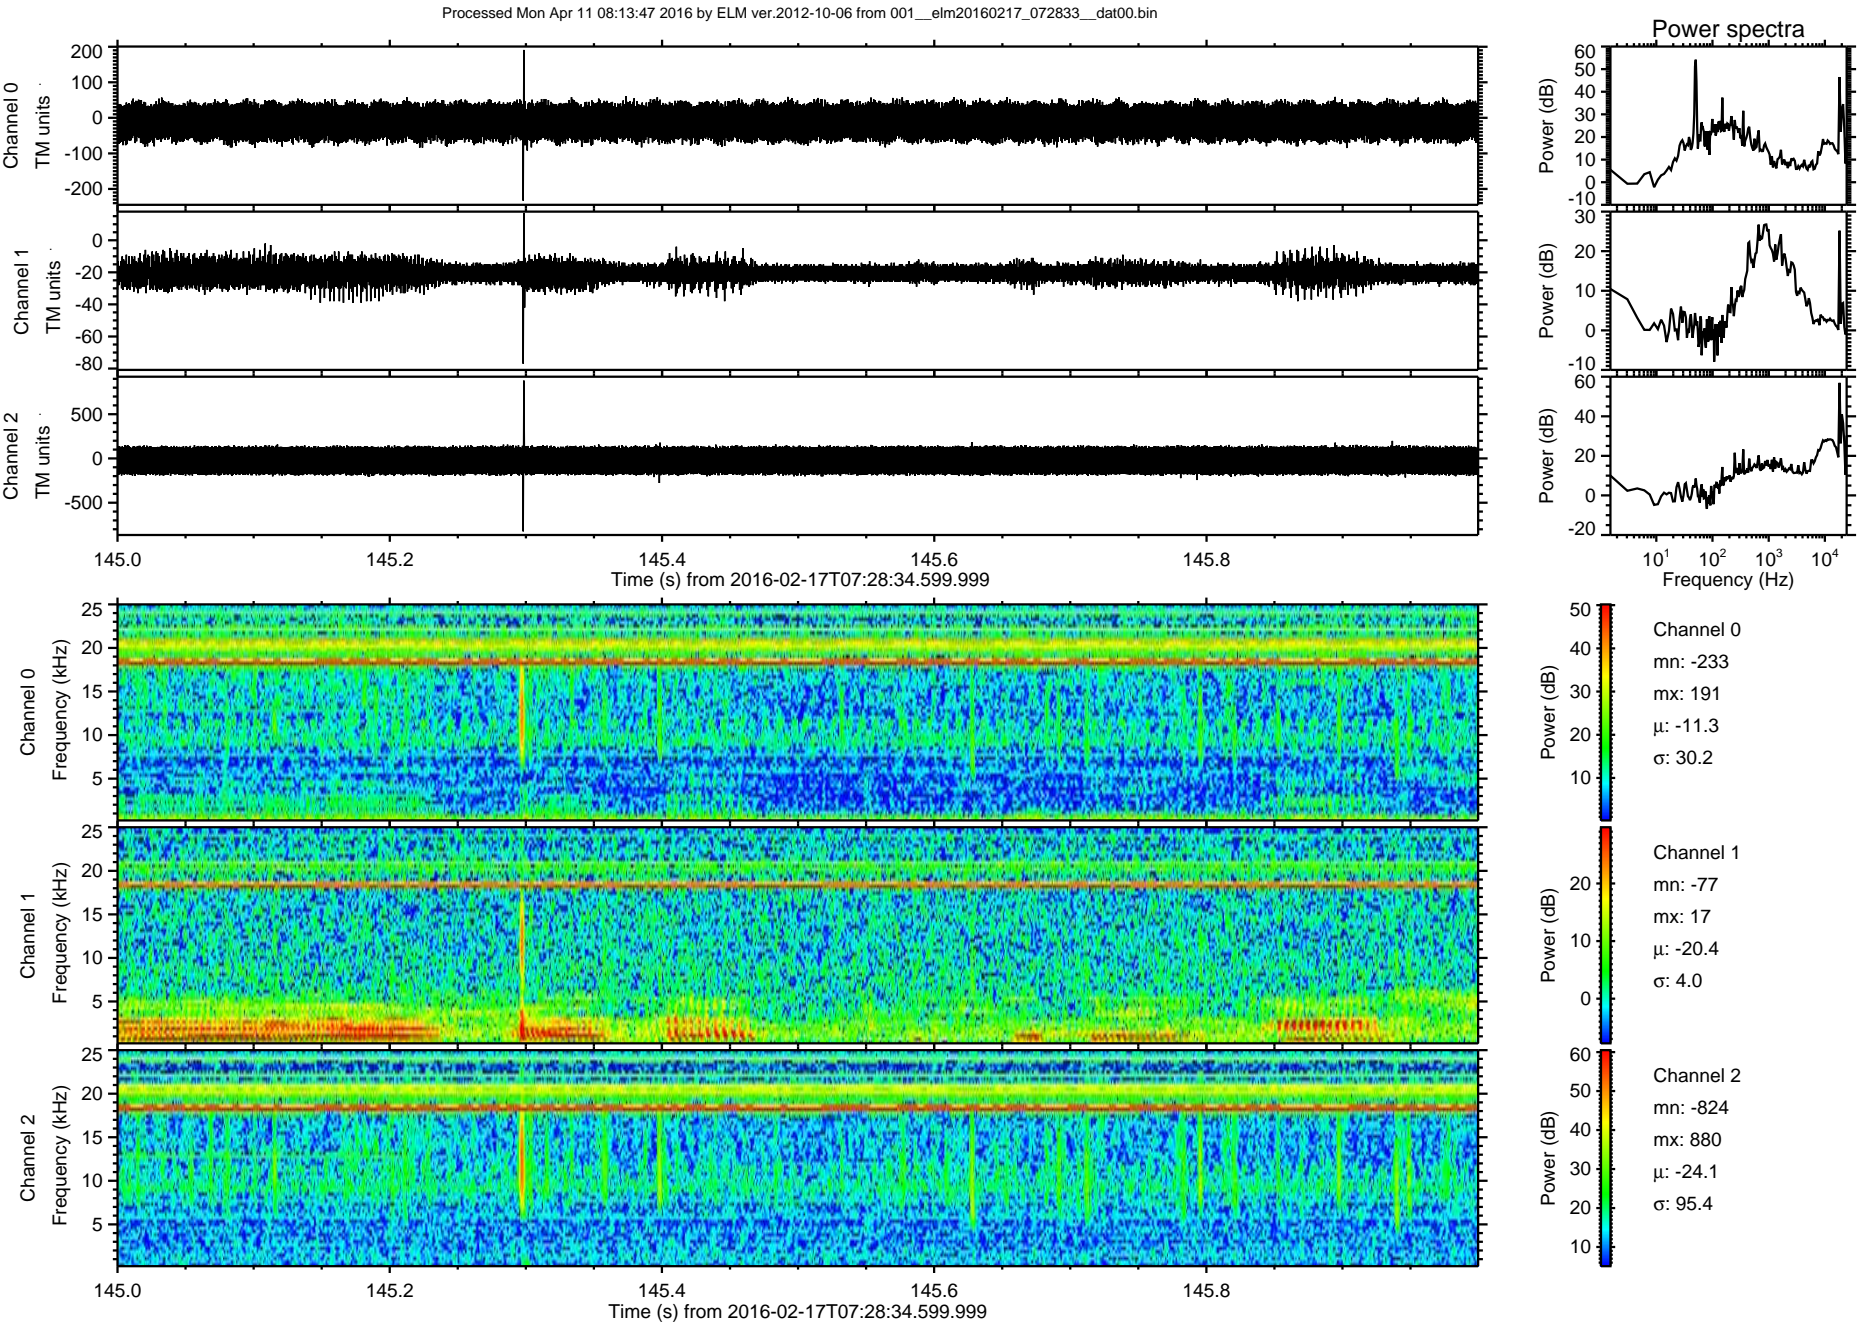 Processed Mon Apr 11 08:13:47 2016 by ELM ver.2012-10-06 from 001__elm20160217_072833__dat00.bin
Power spectra
Channel 0
TM units
200
100
0
-100
-200
Power (dB)
60
50
40
30
20
10
0
-10
Channel 1
TM units
0
-20
-40
-60
-80
Power (dB)
30
20
10
0
-10
Channel 2
TM units
500
0
-500
Power (dB)
60
40
20
0
-20
145.0 145.2 145.4 145.6 145.8
Time (s) from 2016-02-17T07:28:34.599.999
10^1 10^2 10^3 10^4
Frequency (Hz)
Channel 0
Frequency (kHz)
25
20
15
10
5
Power (dB)
50
40
30
20
10
Channel 0
mn: -233
mx: 191
μ: -11.3
σ: 30.2
Channel 1
Frequency (kHz)
25
20
15
10
5
Power (dB)
20
10
0
Channel 1
mn: -77
mx: 17
μ: -20.4
σ: 4.0
Channel 2
Frequency (kHz)
25
20
15
10
5
Power (dB)
60
50
40
30
20
10
Channel 2
mn: -824
mx: 880
μ: -24.1
σ: 95.4
145.0 145.2 145.4 145.6 145.8
Time (s) from 2016-02-17T07:28:34.599.999